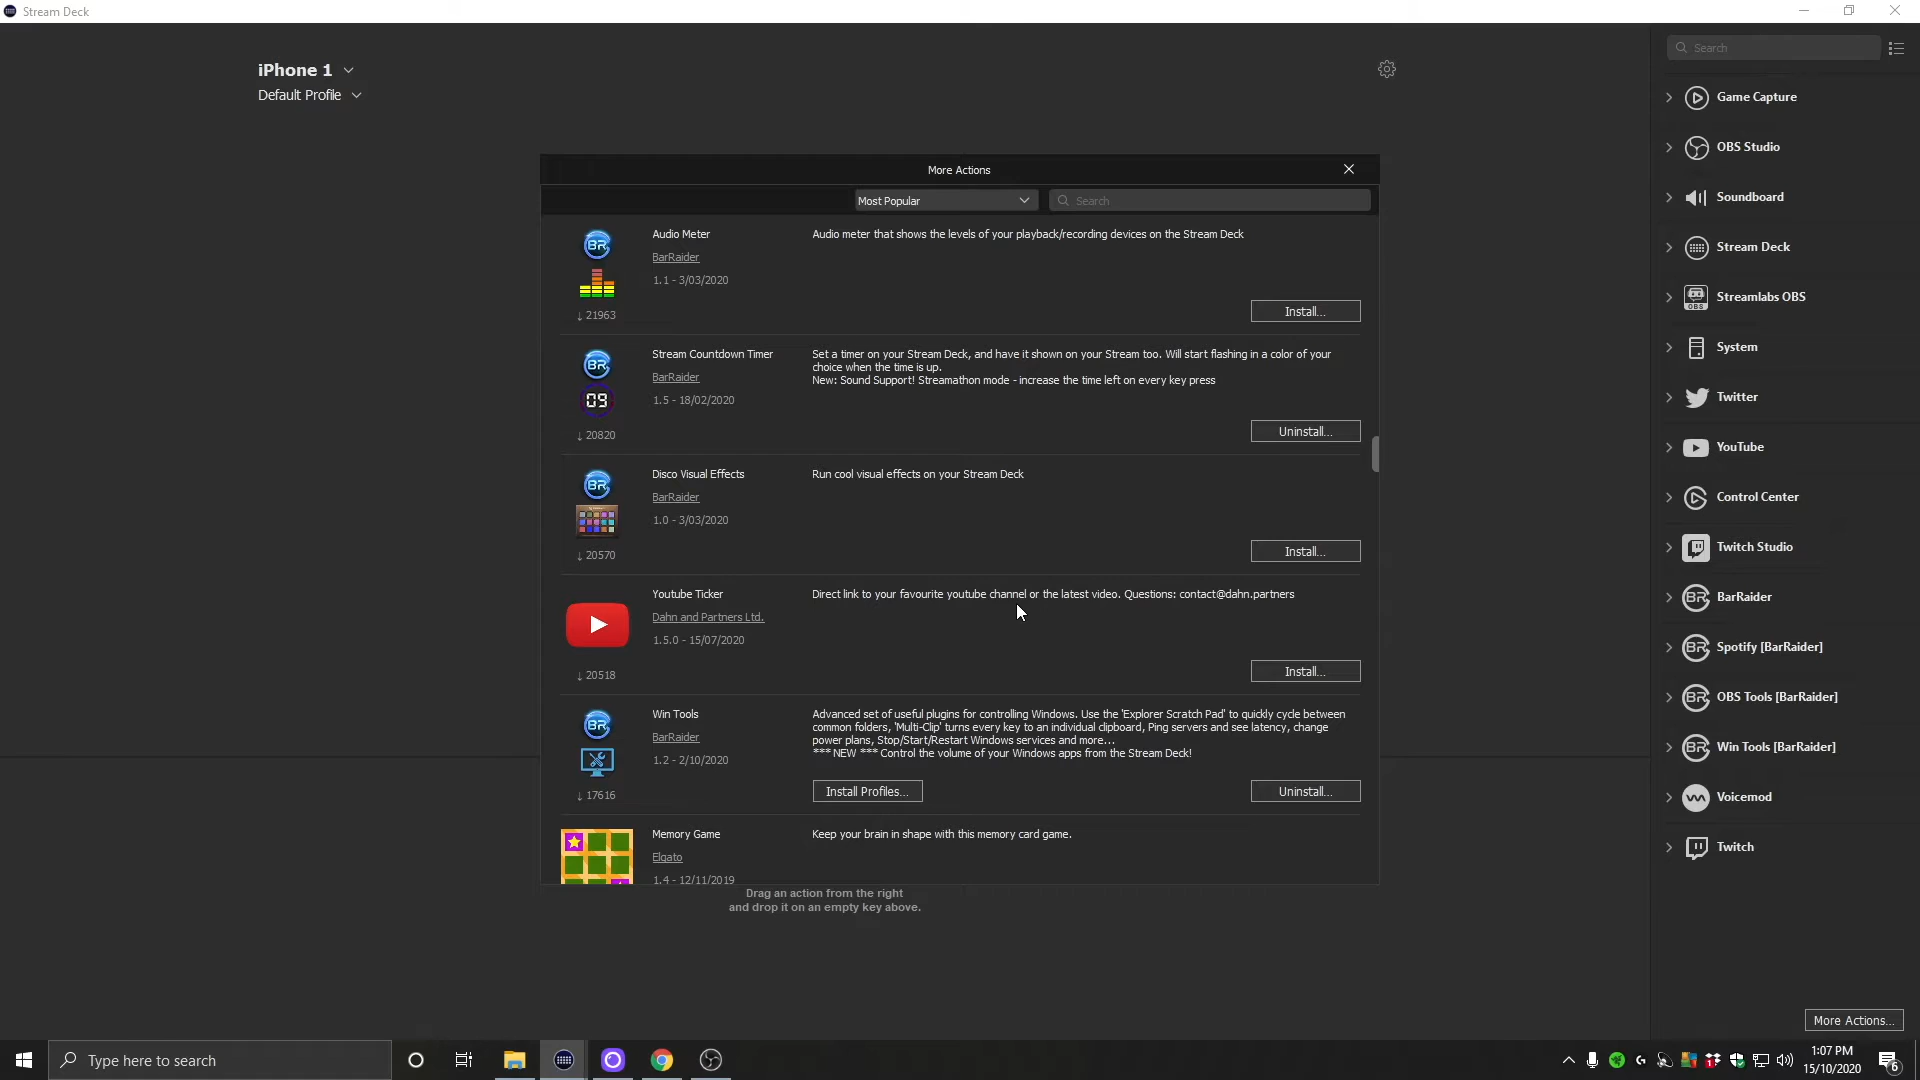 Stream Deck
iPhone 1
Default Profile
Search
Game Capture
OBS Studio
Soundboard
Stream Deck
OBS
Streamlabs OBS
System
Twitter
YouTube
Control Center
Twitch Studio
BR
BarRaider
BR
Spotify [BarRaider]
BR
OBS Tools [BarRaider]
BR
Win Tools [BarRaider]
Voicemod
Twitch
More Actions...
More Actions
Most Popular
Search
BR
Audio Meter
Audio meter that shows the levels of your playback/recording devices on the Stream Deck
BarRaider
1.1 - 3/03/2020
↓ 21963
Install...
BR
Stream Countdown Timer
Set a timer on your Stream Deck, and have it shown on your Stream too. Will start flashing in a color of your
choice when the time is up.
New: Sound Support! Streamathon mode - increase the time left on every key press
BarRaider
1.5 - 18/02/2020
09
↓ 20820
Uninstall...
BR
Disco Visual Effects
Run cool visual effects on your Stream Deck
BarRaider
1.0 - 3/03/2020
↓ 20570
Install...
Youtube Ticker
Direct link to your favourite youtube channel or the latest video. Questions: contact@dahn.partners
Dahn and Partners Ltd.
1.5.0 - 15/07/2020
↓ 20518
Install...
BR
Win Tools
Advanced set of useful plugins for controlling Windows. Use the 'Explorer Scratch Pad' to quickly cycle between
common folders, 'Multi-Clip' turns every key to an individual clipboard, Ping servers and see latency, change
power plans, Stop/Start/Restart Windows services and more...
*** NEW *** Control the volume of your Windows apps from the Stream Deck!
BarRaider
1.2 - 2/10/2020
↓ 17616
Install Profiles...
Uninstall...
Memory Game
Keep your brain in shape with this memory card game.
Elgato
1.4 - 12/11/2019
Drag an action from the right
and drop it on an empty key above.
Type here to search
1:07 PM
15/10/2020
6